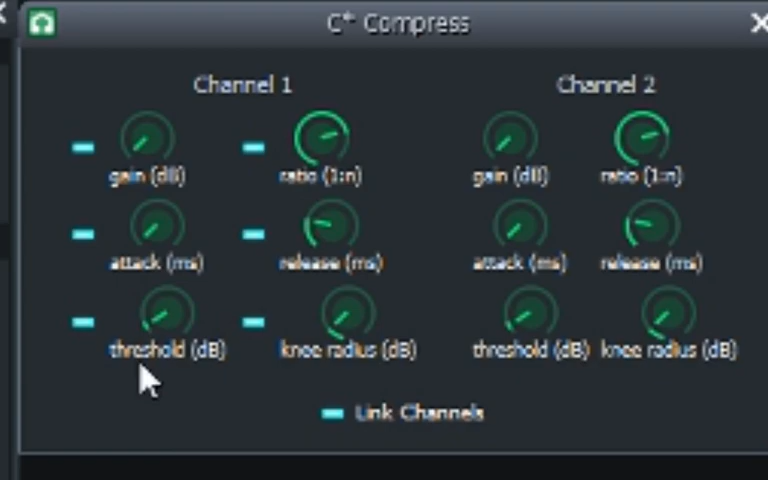 C* Compress
Channel 1 Channel 2
gain (dB) ratio (1:n) gain (dB) ratio (1:n)
attack (ms) release (ms) attack (ms) release (ms)
threshold (dB) knee radius (dB) threshold (dB) knee radius (dB)
Link Channels